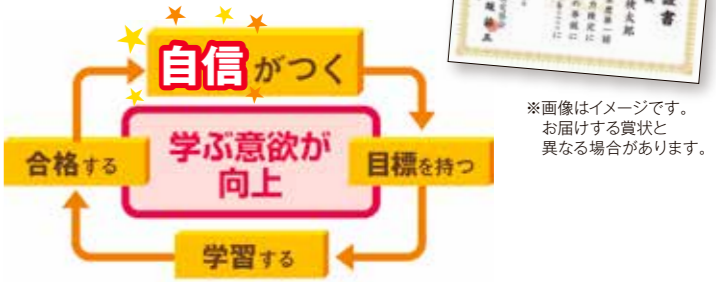 自信がつく
学ぶ意欲が
向上
合格する
目標を持つ
学習する
証書
※画像はイメージです。
お届けする賞状と
異なる場合があります。